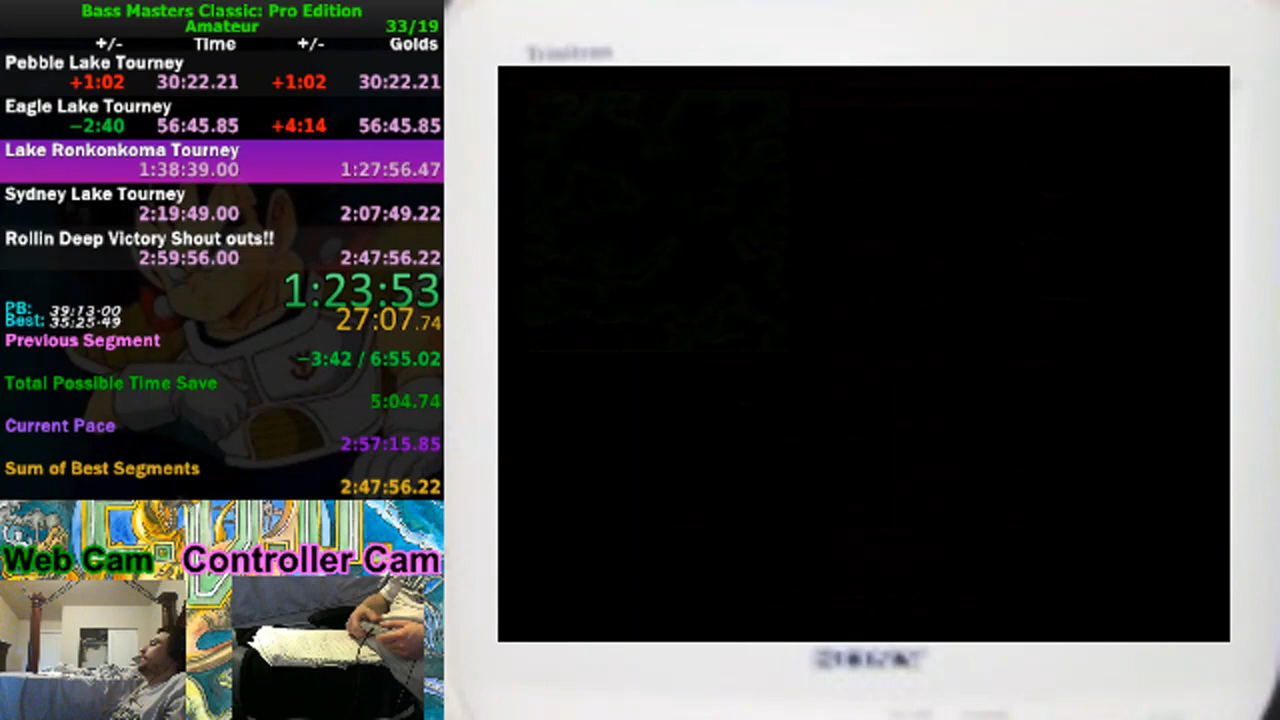 Bass Masters Classic: Pro Edition
Amateur 33/19
+/- Time +/- Golds
Pebble Lake Tourney
+1:02 30:22.21 +1:02 30:22.21
Eagle Lake Tourney
−2:40 56:45.85 +4:14 56:45.85
Lake Ronkonkoma Tourney
1:38:39.00 1:27:56.47
Sydney Lake Tourney
2:19:49.00 2:07:49.22
Rollin Deep Victory Shout outs!!
2:59:56.00 2:47:56.22
1:23:53
PB: 39:13.00
Best: 35:25.49
27:07.74
Previous Segment
−3:42 / 6:55.02
Total Possible Time Save
5:04.74
Current Pace
2:57:15.85
Sum of Best Segments
2:47:56.22
Web Cam Controller Cam